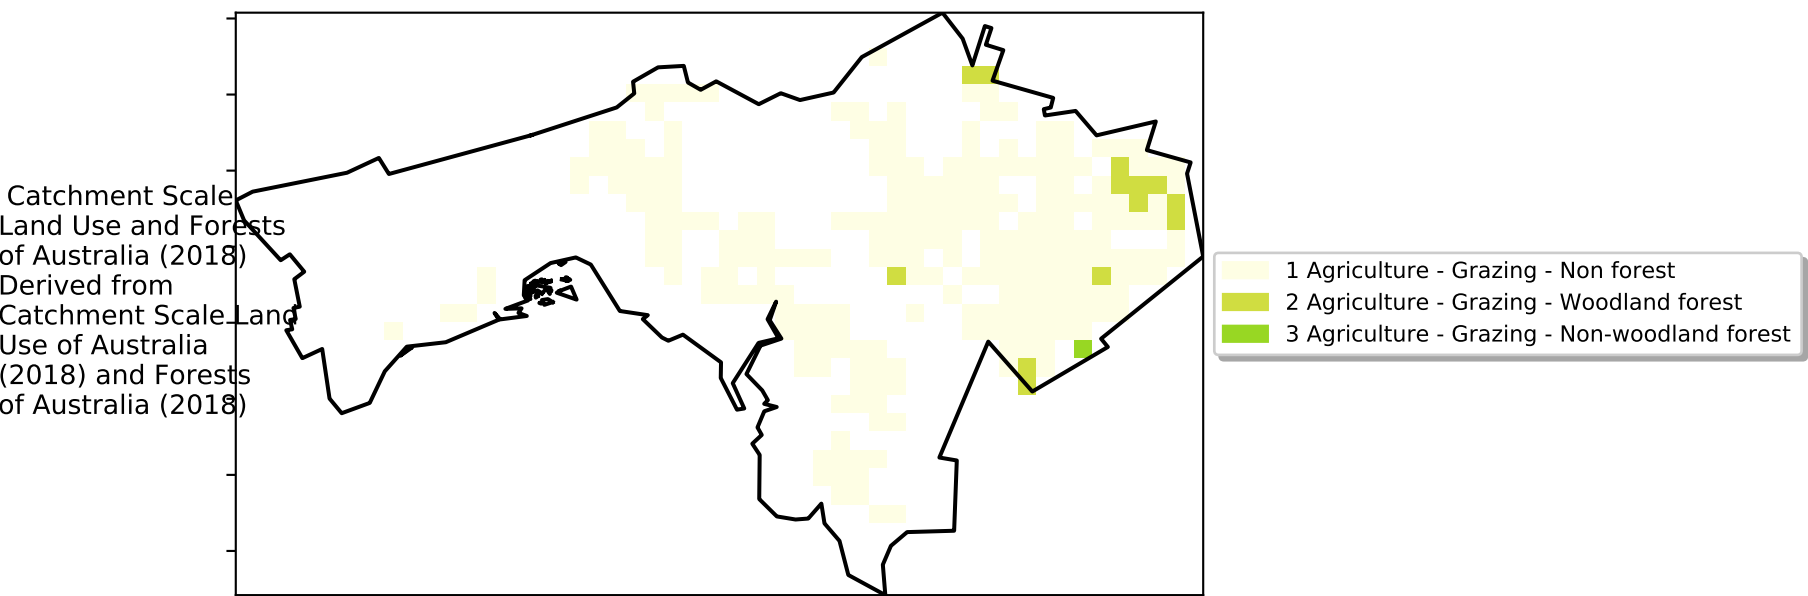 Catchment Scale
Land Use and Forests
of Australia (2018)
Derived from
Catchment Scale Land
Use of Australia
(2018) and Forests
of Australia (2018)
1 Agriculture - Grazing - Non forest
2 Agriculture - Grazing - Woodland forest
3 Agriculture - Grazing - Non-woodland forest